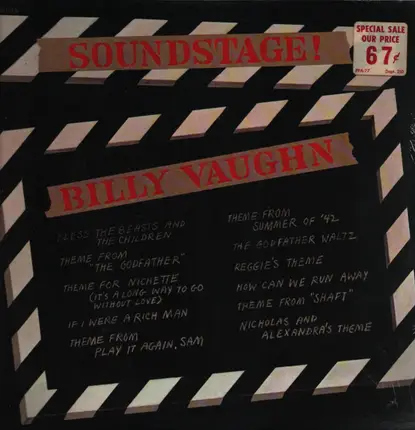 SOUNDSTAGE!
SPECIAL SALE
OUR PRICE
67¢
BILLY VAUGHN
BLESS THE BEASTS AND
THE CHILDREN
THEME FROM
"THE GODFATHER"
THEME FOR NICHETTE
(IT'S A LONG WAY TO GO
WITHOUT LOVE)
IF I WERE A RICH MAN
THEME FROM
PLAY IT AGAIN, SAM
THEME FROM
SUMMER OF '42
THE GODFATHER WALTZ
REGGIE'S THEME
HOW CAN WE RUN AWAY
THEME FROM "SHAFT"
NICHOLAS AND
ALEXANDRA'S THEME